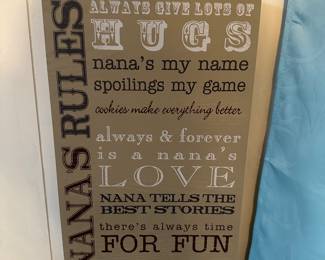 NANA'S RULES
ALWAYS GIVE LOTS OF
HUGS
nana's my name
spoilings my game
cookies make everything better
always & forever
is a nana's
LOVE
NANA TELLS THE
BEST STORIES
there's always time
FOR FUN